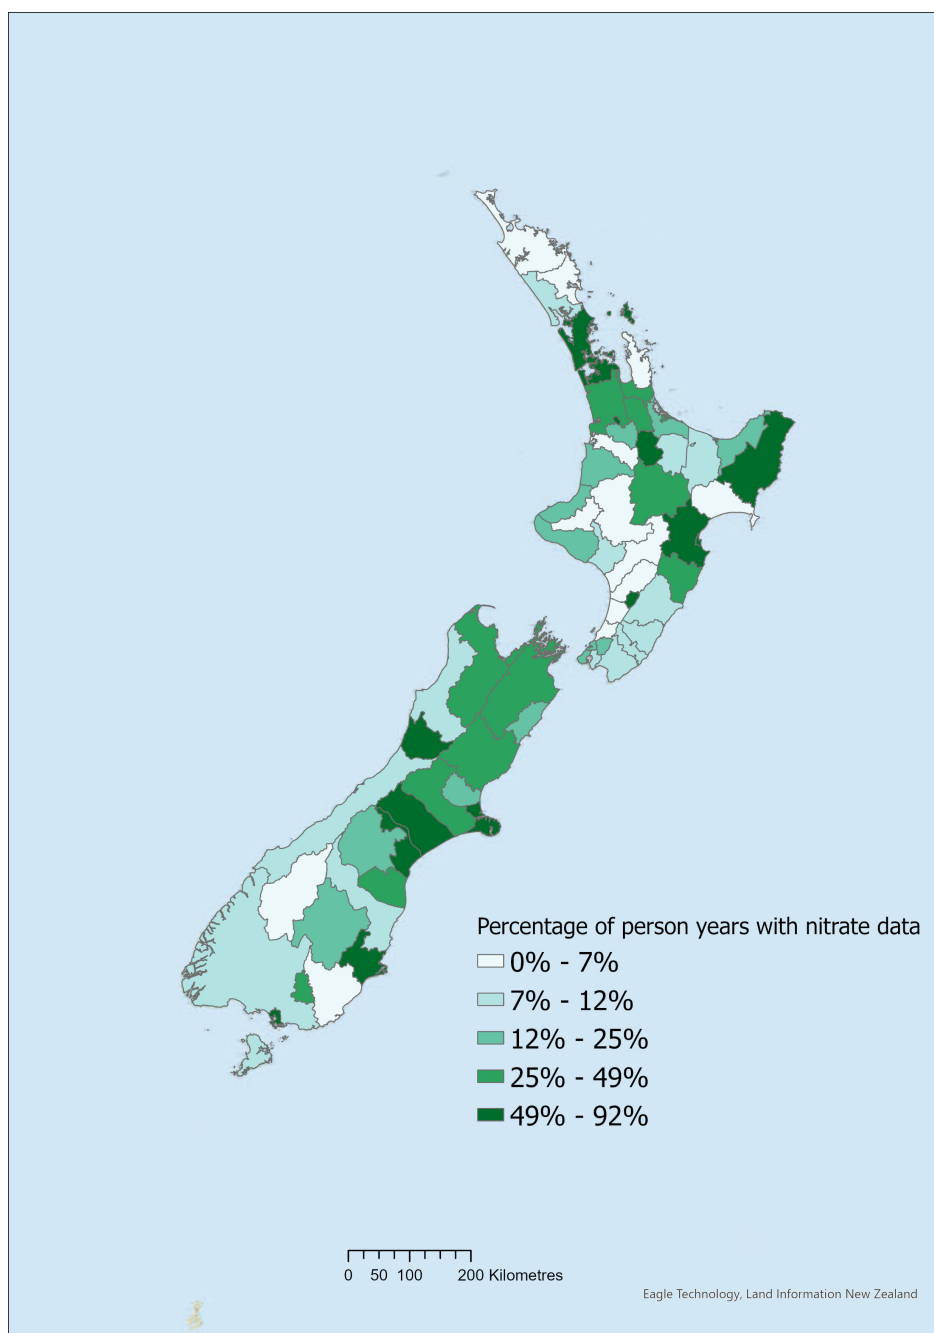 Percentage of person years with nitrate data
0% - 7%
7% - 12%
12% - 25%
25% - 49%
49% - 92%
0 50 100 200 Kilometres
Eagle Technology, Land Information New Zealand